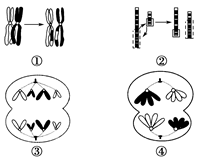 ① ②
③ ④